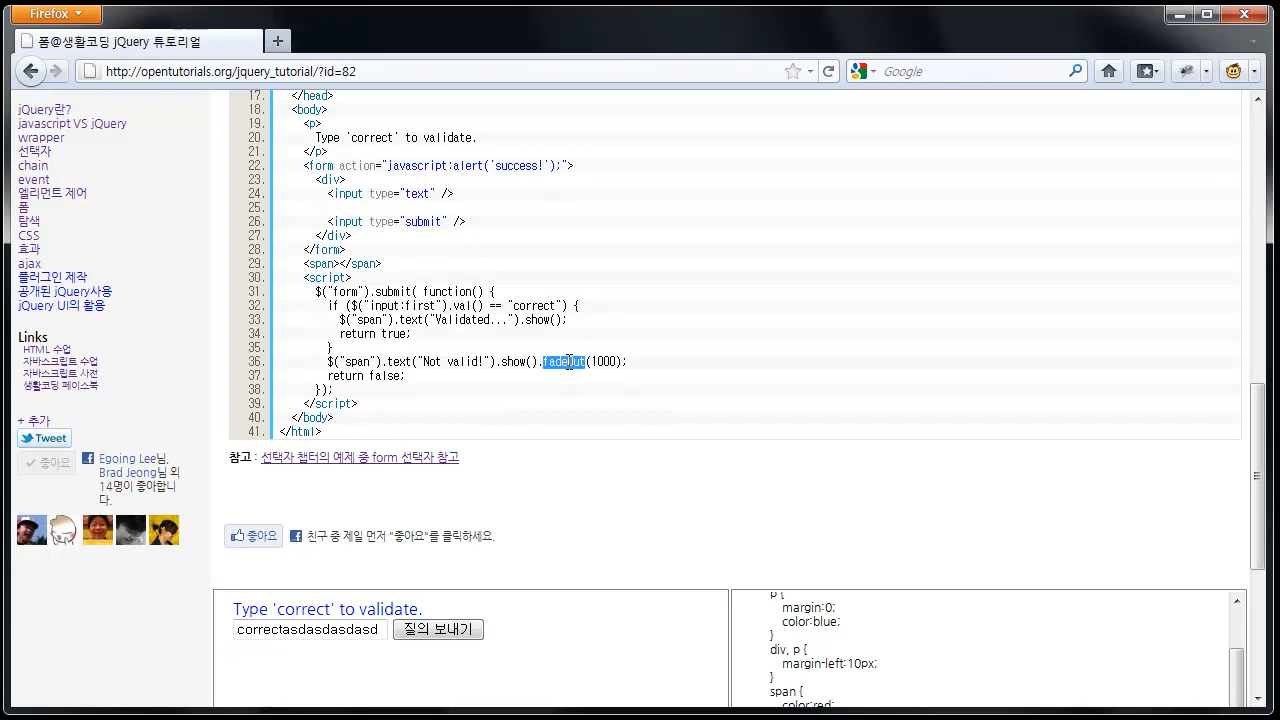 Firefox
폼@생활코딩 jQuery 튜토리얼
http://opentutorials.org/jquery_tutorial/?id=82
Google
jQuery란?
javascript VS jQuery
wrapper
선택자
chain
event
엘리먼트 제어
폼
탐색
CSS
효과
ajax
플러그인 제작
공개된 jQuery사용
jQuery UI의 활용
Links
HTML 수업
자바스크립트 수업
자바스크립트 사전
생활코딩 페이스북
+ 추가
Tweet
좋아요
Egoing Lee님,
Brad Jeong님 외
14명이 좋아합니
다.
17. </head>
18. <body>
19. <p>
20. Type 'correct' to validate.
21. </p>
22. <form action="javascript:alert('success!');">
23. <div>
24. <input type="text" />
25.
26. <input type="submit" />
27. </div>
28. </form>
29. <span></span>
30. <script>
31. $("form").submit( function() {
32. if ($("input:first").val() == "correct") {
33. $("span").text("Validated...").show();
34. return true;
35. }
36. $("span").text("Not valid!").show().fadeOut(1000);
37. return false;
38. });
39. </script>
40. </body>
41. </html>
참고 : 선택자 챕터의 예제 중 form 선택자 참고
좋아요 친구 중 제일 먼저 "좋아요"를 클릭하세요.
Type 'correct' to validate.
correctasdasdasdasd 질의 보내기
p {
margin:0;
color:blue;
}
div, p {
margin-left:10px;
}
span {
color:red;